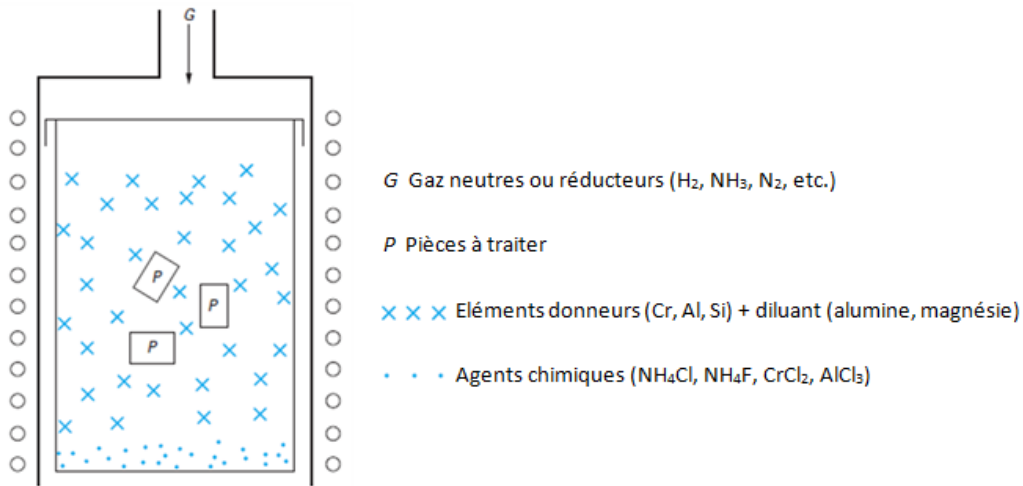 G
G Gaz neutres ou réducteurs (H₂, NH₃, N₂, etc.)
P Pièces à traiter
P
P
P
Eléments donneurs (Cr, Al, Si) + diluant (alumine, magnésie)
Agents chimiques (NH₄Cl, NH₄F, CrCl₂, AlCl₃)